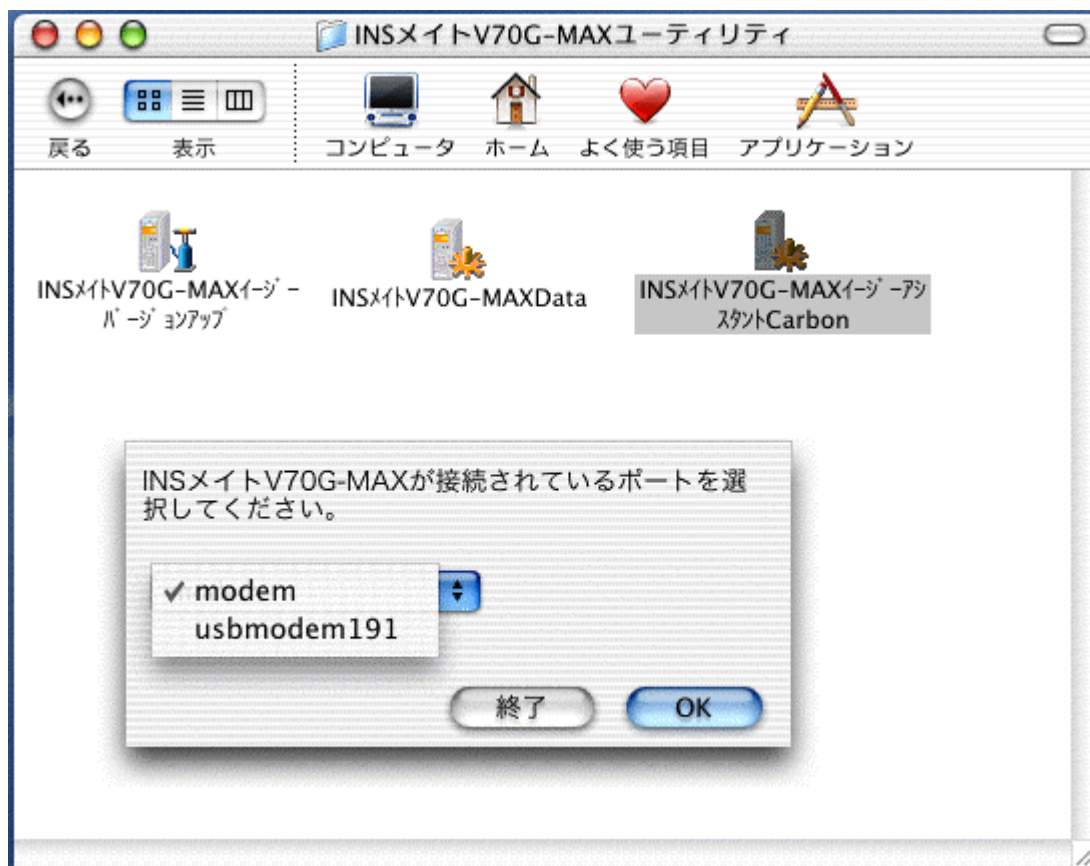 INSメイトV70G-MAXユーティリティ
戻る
表示
コンピュータ
ホーム
よく使う項目
アプリケーション
INSﾒｲﾄV70G-MAXｲｰｼﾞｰ
ﾊﾞｰｼﾞｮﾝｱｯﾌﾟ
INSﾒｲﾄV70G-MAXData
INSﾒｲﾄV70G-MAXｲｰｼﾞｰｱｼ
ｽﾀﾝﾄCarbon
INSメイトV70G-MAXが接続されているポートを選
択してください。
✓ modem
usbmodem191
終了
OK